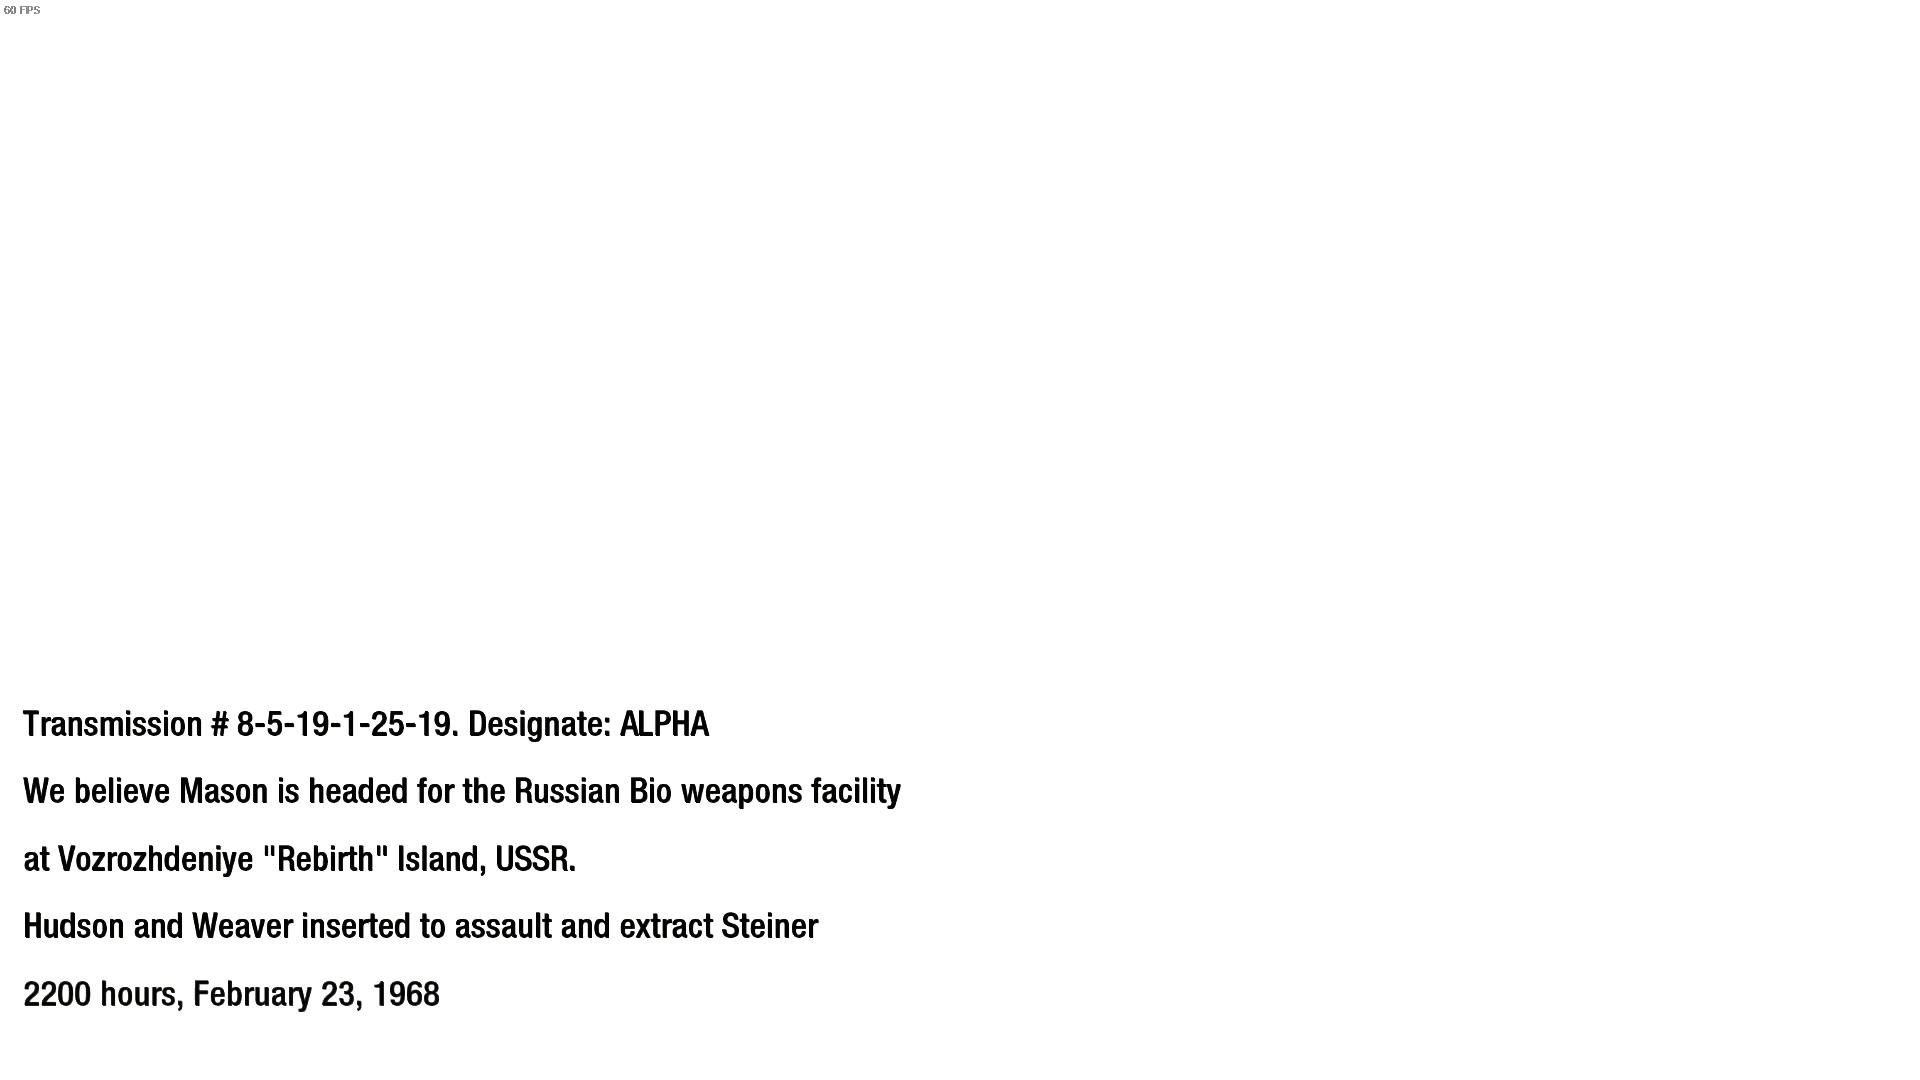 60 FPS
Transmission # 8-5-19-1-25-19. Designate: ALPHA
We believe Mason is headed for the Russian Bio weapons facility
at Vozrozhdeniye "Rebirth" Island, USSR.
Hudson and Weaver inserted to assault and extract Steiner
2200 hours, February 23, 1968